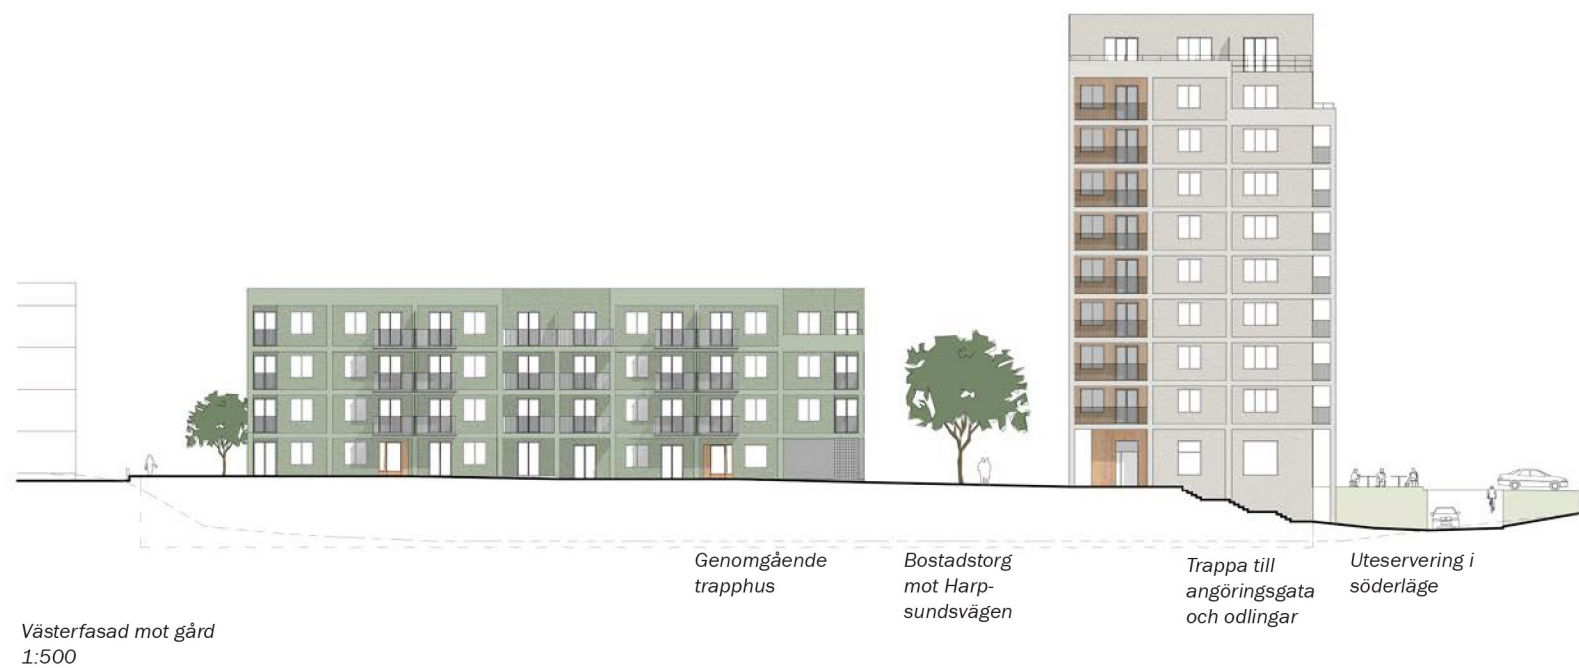 Genomgående
trapphus
Bostadstorg
mot Harp-
sundsvägen
Trappa till
angöringsgata
och odlingar
Uteservering i
söderläge
Västerfasad mot gård
1:500